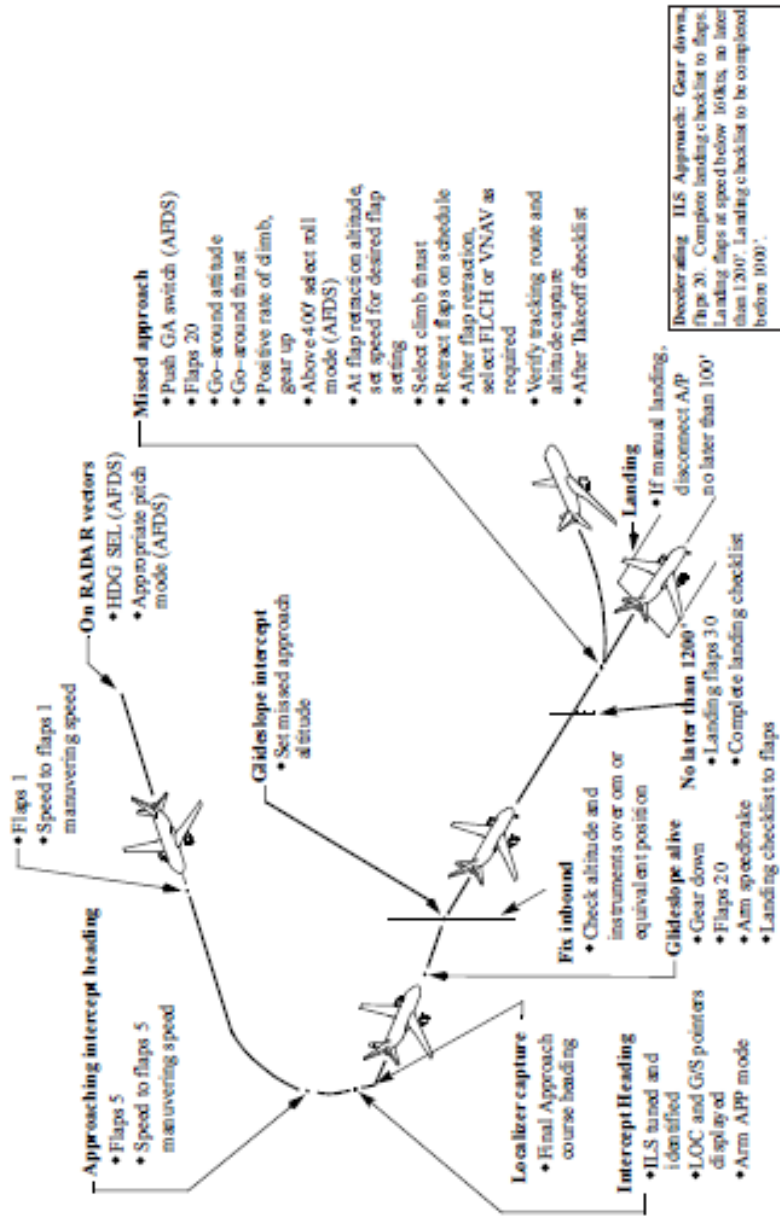 On RADAR vectors
• HDG SEL (AFDS)
• Appropriate pitch
mode (AFDS)
• Flaps 1
• Speed to flaps 1
manuvering speed
Approaching intercept heading
• Flaps 5
• Speed to flaps 5
manuvering speed
Localizer capture
• Final Approach
course heading
Intercept Heading
• ILS tuned and
identified
• LOC and G/S pointers
displayed
• Arm APP mode
Glideslope alive
• Gear down
• Flaps 20
• Arm speedbrake
• Landing checklist to flaps
Glideslope intercept
• Set missed approach
altitude
Fix inbound
• Check altitude and
instruments over om or
equivalent position
No later than 1200'
• Landing flaps 30
• Complete landing checklist
Landing
• If manual landing,
disconnect A/P
no later than 100'
Missed approach
• Push GA switch (AFDS)
• Flaps 20
• Go-around attitude
• Go-around thrust
• Positive rate of climb,
gear up
• Above 400' select roll
mode (AFDS)
• At flap retraction altitude,
set speed for desired flap
setting
• Select climb thrust
• Retract flaps on schedule
• After flap retraction,
select FLCH or VNAV as
required
• Verify tracking route and
altitude capture
• After Takeoff checklist
Decelerating ILS Approach: Gear down,
flaps 20. Complete landing checklist to flaps.
Landing flaps at speed below 160kts, no later
than 1200'. Landing checklist to be completed
before 1000'.